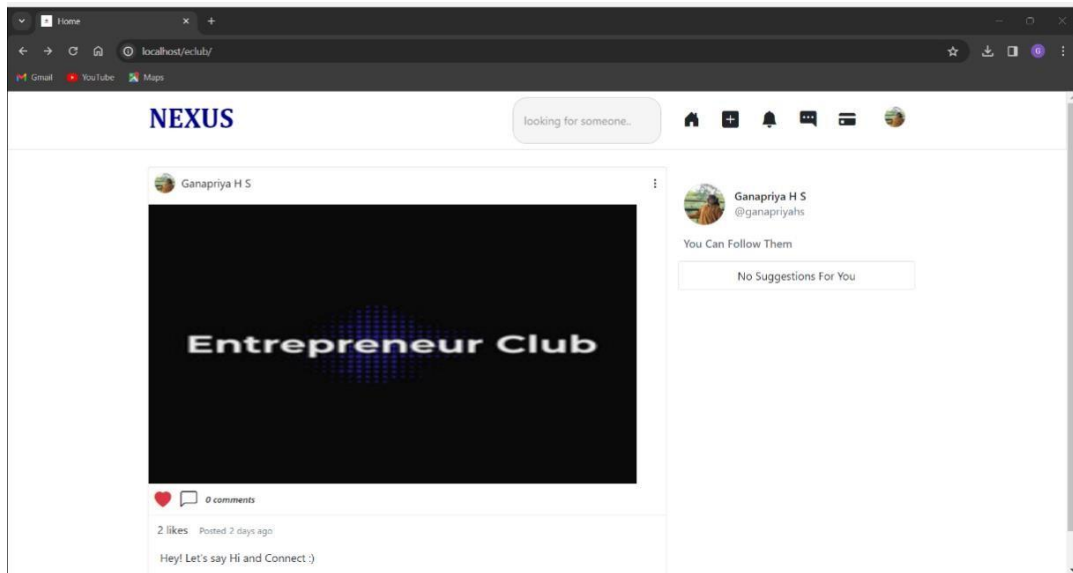 Home
localhost/eclub/
Gmail YouTube Maps
NEXUS
looking for someone..
Ganapriya H S
Entrepreneur Club
0 comments
2 likes Posted 2 days ago
Hey! Let's say Hi and Connect :)
Ganapriya H S
@ganapriyahs
You Can Follow Them
No Suggestions For You